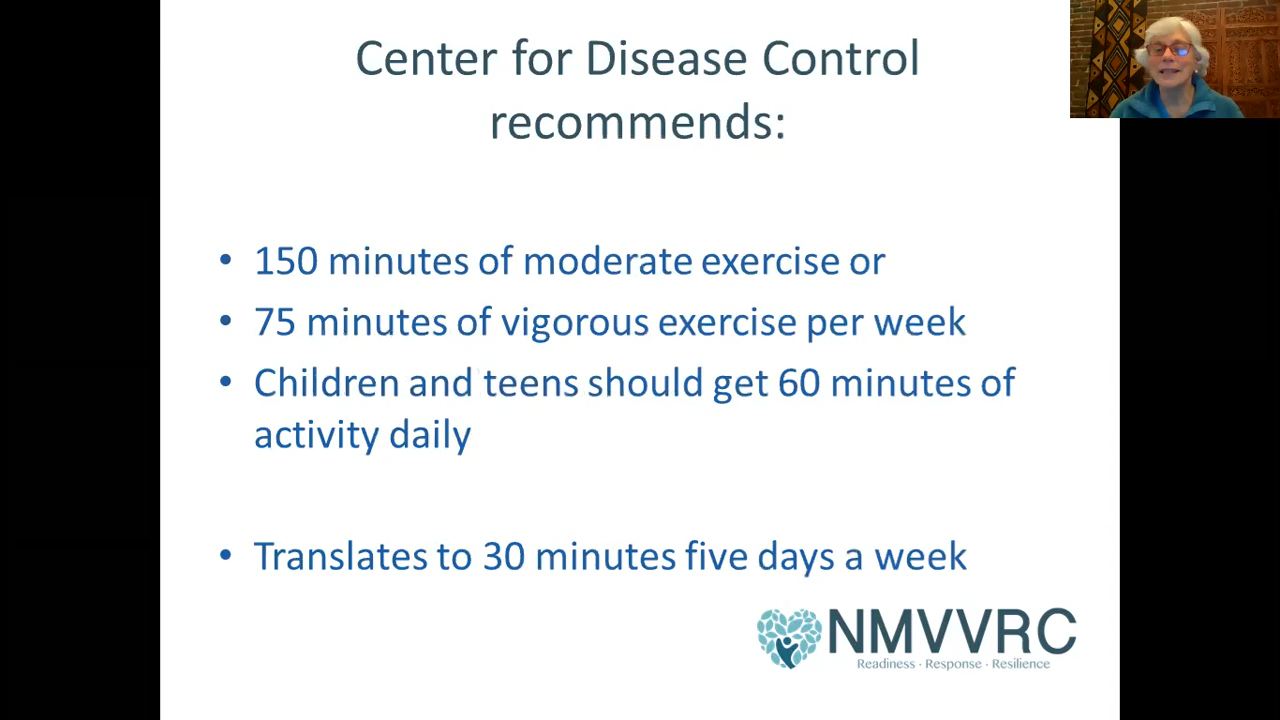 Center for Disease Control
recommends:
• 150 minutes of moderate exercise or
• 75 minutes of vigorous exercise per week
• Children and teens should get 60 minutes of
activity daily
• Translates to 30 minutes five days a week
NMVVRC
Readiness · Response · Resilience